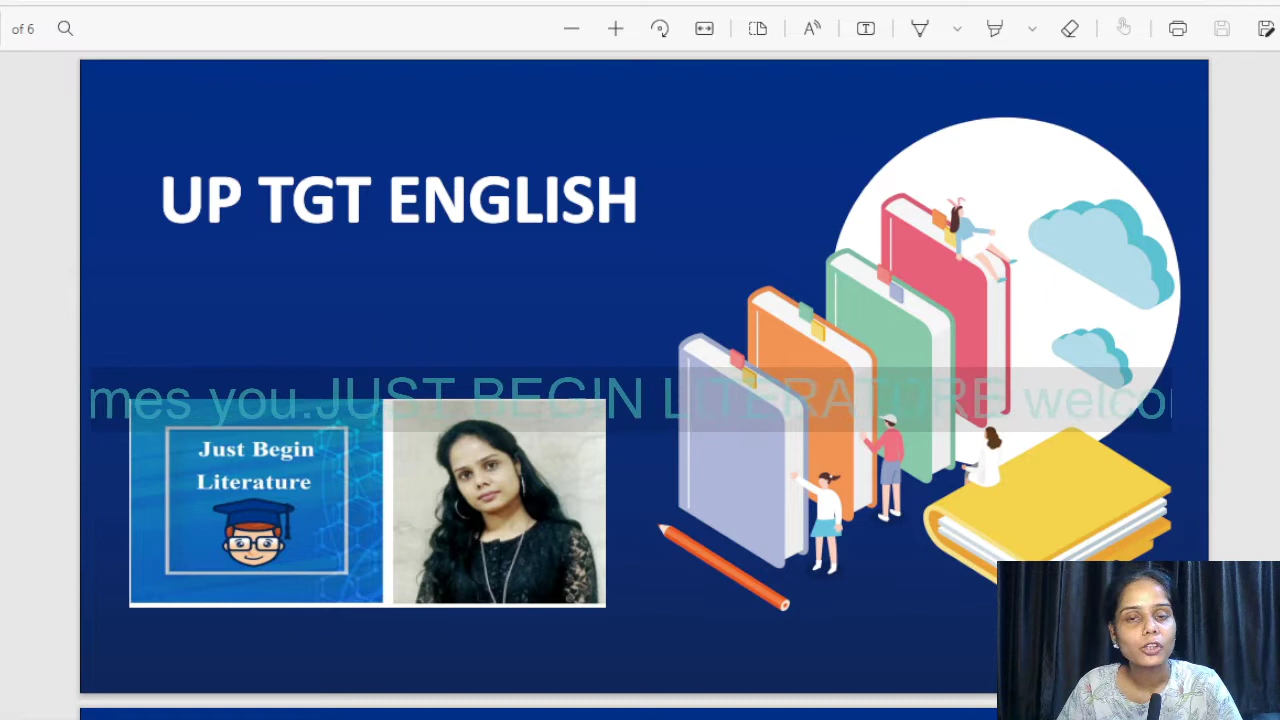 of 6
UP TGT ENGLISH
mes you.JUST BEGIN LITERATURE welco
Just Begin
Literature